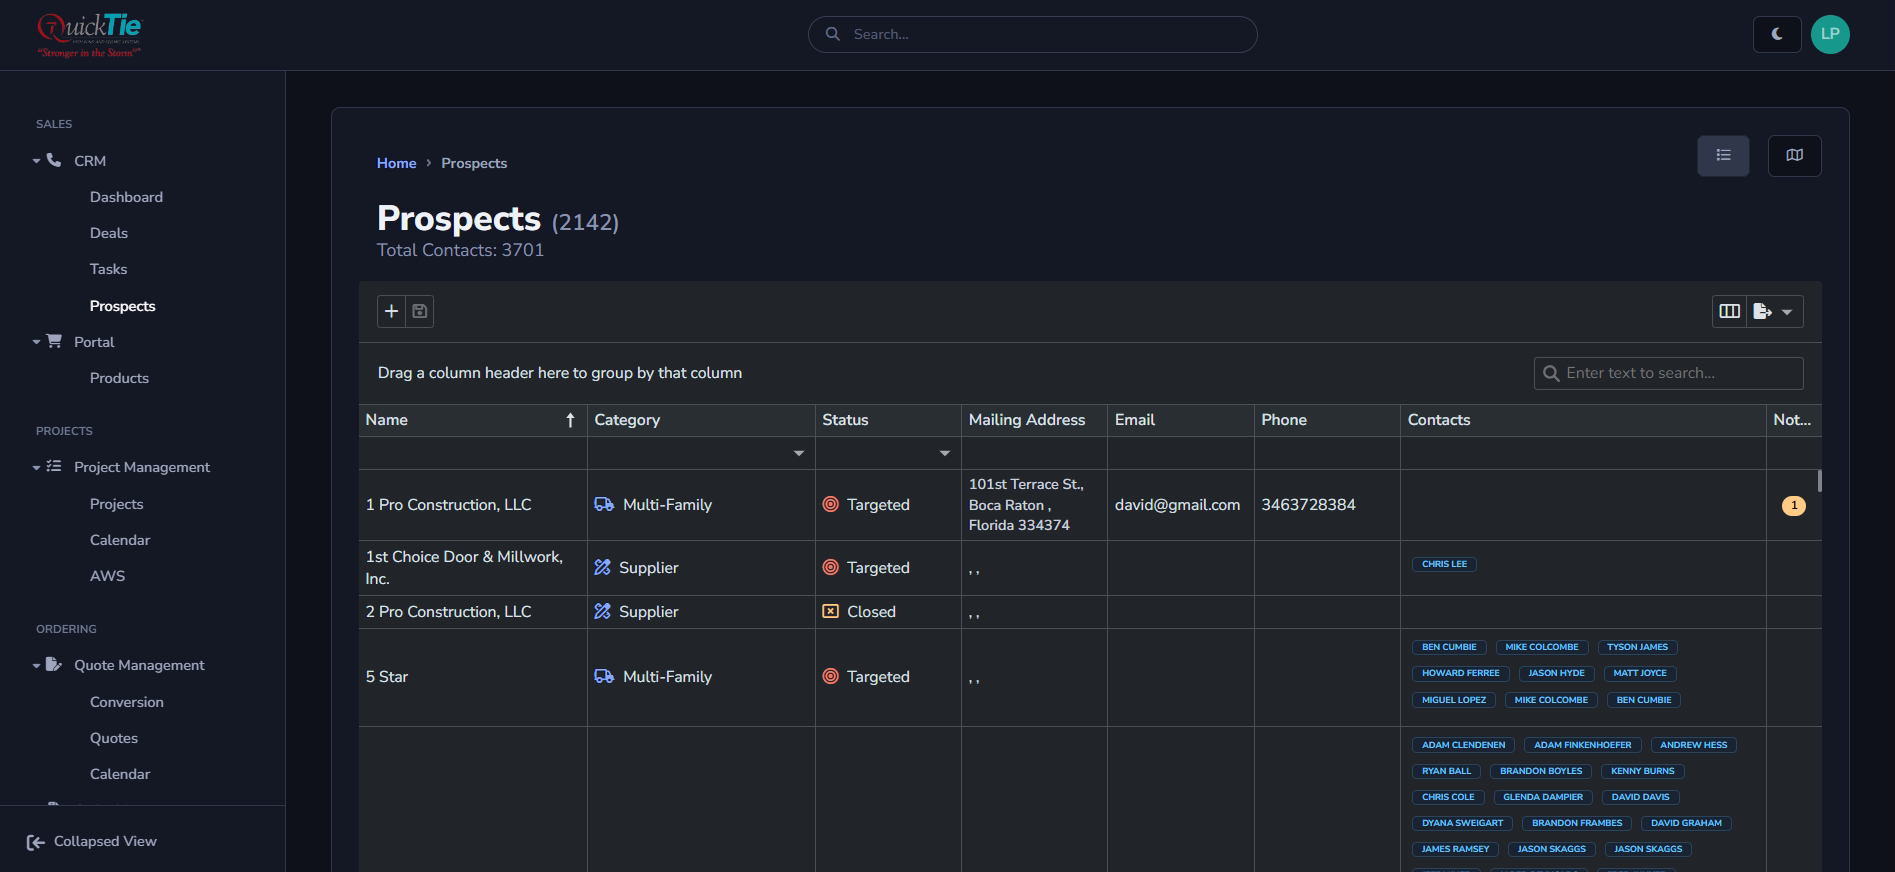 QuickTie
"Stronger in the Storm"
Search...
LP
SALES
CRM
Dashboard
Deals
Tasks
Prospects
Portal
Products
PROJECTS
Project Management
Projects
Calendar
AWS
ORDERING
Quote Management
Conversion
Quotes
Calendar
Collapsed View
Home › Prospects
Prospects (2142)
Total Contacts: 3701
Drag a column header here to group by that column
Enter text to search...
Name Category Status Mailing Address Email Phone Contacts Not...
1 Pro Construction, LLC Multi-Family Targeted
101st Terrace St.,
Boca Raton ,
Florida 334374
david@gmail.com 3463728384 1
1st Choice Door & Millwork,
Inc.
Supplier Targeted , , CHRIS LEE
2 Pro Construction, LLC Supplier Closed , ,
5 Star Multi-Family Targeted , ,
BEN CUMBIE MIKE COLCOMBE TYSON JAMES
HOWARD FERREE JASON HYDE MATT JOYCE
MIGUEL LOPEZ MIKE COLCOMBE BEN CUMBIE
ADAM CLENDENEN ADAM FINKENHOEFER ANDREW HESS
RYAN BALL BRANDON BOYLES KENNY BURNS
CHRIS COLE GLENDA DAMPIER DAVID DAVIS
DYANA SWEIGART BRANDON FRAMBES DAVID GRAHAM
JAMES RAMSEY JASON SKAGGS JASON SKAGGS